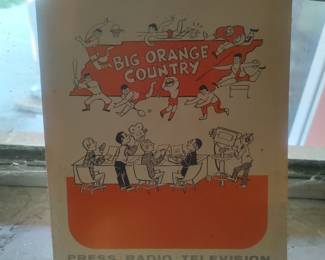 BIG ORANGE
COUNTRY
PRESS · RADIO · TELEVISION